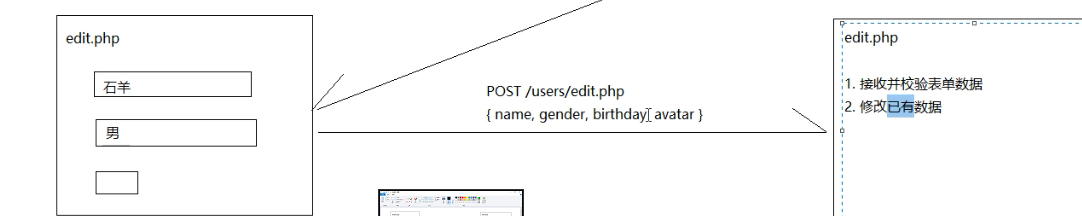 edit.php
石羊
男
POST /users/edit.php
{ name, gender, birthday, avatar }
edit.php
1. 接收并校验表单数据
2. 修改已有数据